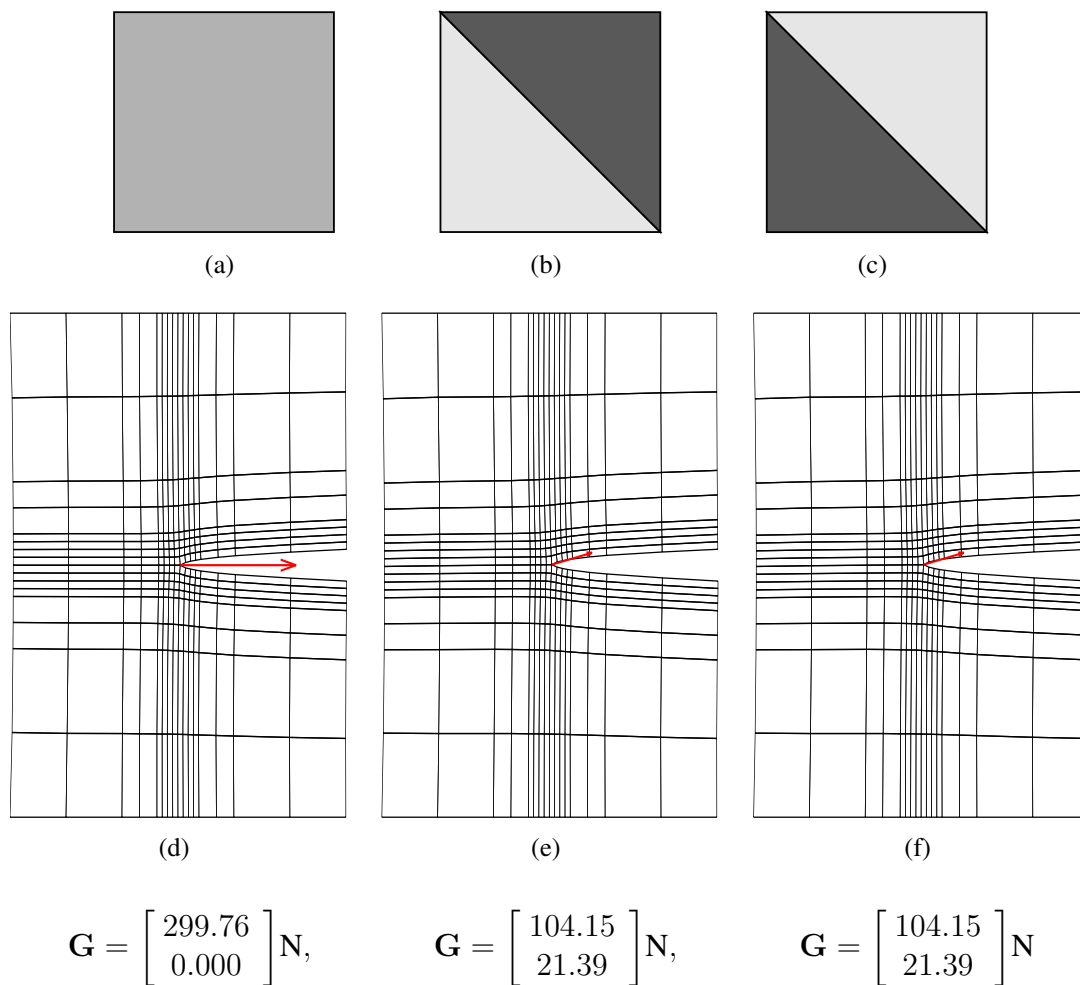 (a) (b) (c)
(d) (e) (f)
G = [ 299.76 0.000 ] N, G = [ 104.15 21.39 ] N, G = [ 104.15 21.39 ] N